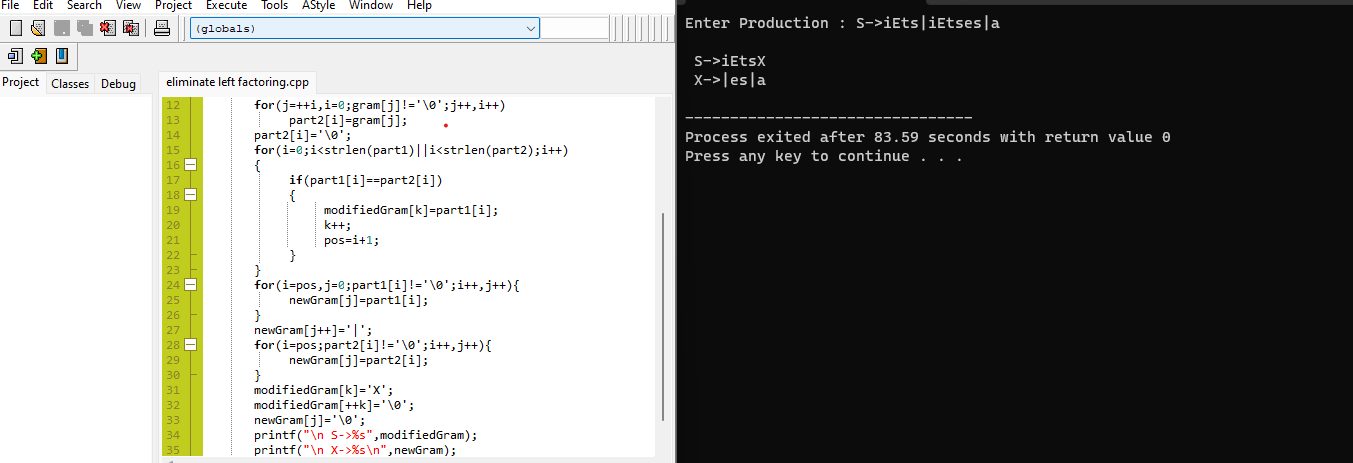 File Edit Search View Project Execute Tools AStyle Window Help
(globals)
Project Classes Debug
eliminate left factoring.cpp
12 for(j=++i,i=0;gram[j]!='\0';j++,i++)
13 part2[i]=gram[j];
14 part2[i]='\0';
15 for(i=0;i<strlen(part1)||i<strlen(part2);i++)
16 {
17 if(part1[i]==part2[i])
18 {
19 modifiedGram[k]=part1[i];
20 k++;
21 pos=i+1;
22 }
23 }
24 for(i=pos,j=0;part1[i]!='\0';i++,j++){
25 newGram[j]=part1[i];
26 }
27 newGram[j++]='|';
28 for(i=pos;part2[i]!='\0';i++,j++){
29 newGram[j]=part2[i];
30 }
31 modifiedGram[k]='X';
32 modifiedGram[++k]='\0';
33 newGram[j]='\0';
34 printf("\n S->%s",modifiedGram);
35 printf("\n X->%s\n",newGram);
Enter Production : S->iEts|iEtses|a
S->iEtsX
X->|es|a
--------------------------------
Process exited after 83.59 seconds with return value 0
Press any key to continue . . .